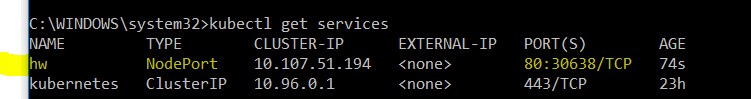 C:\WINDOWS\system32>kubectl get services
NAME TYPE CLUSTER-IP EXTERNAL-IP PORT(S) AGE
hw NodePort 10.107.51.194 <none> 80:30638/TCP 74s
kubernetes ClusterIP 10.96.0.1 <none> 443/TCP 23h